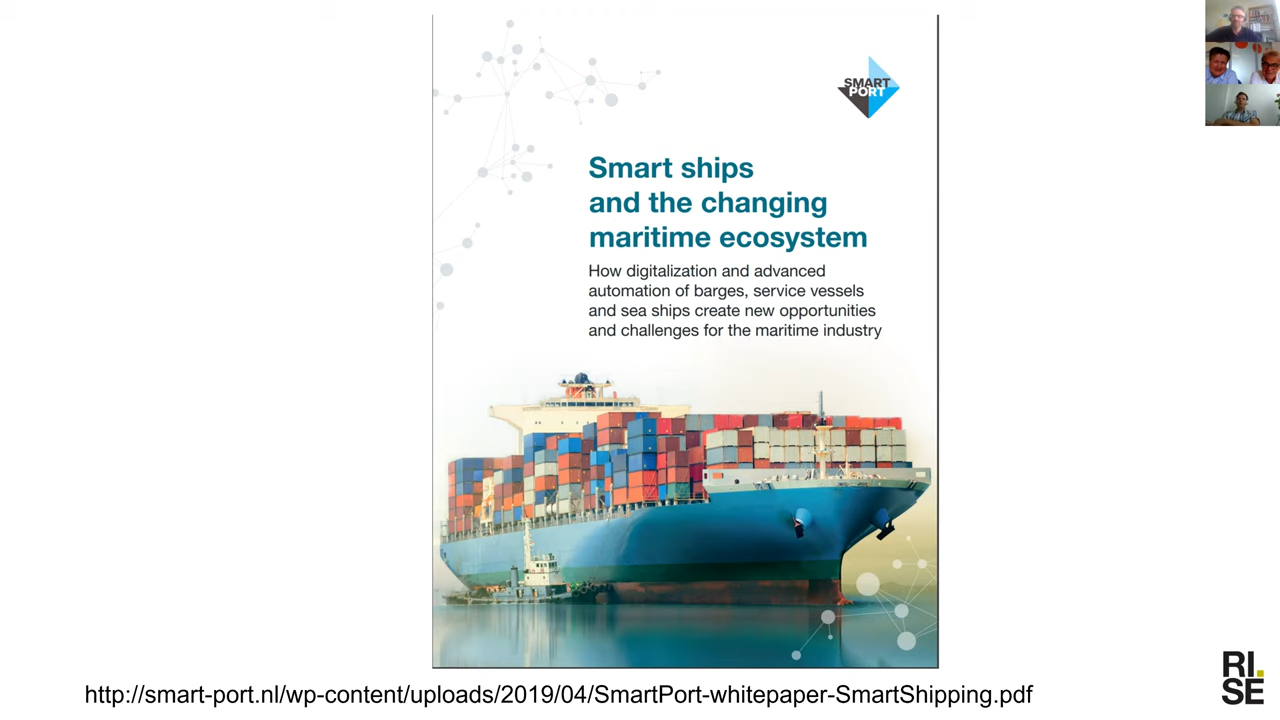 SMART
PORT
Smart ships
and the changing
maritime ecosystem
How digitalization and advanced
automation of barges, service vessels
and sea ships create new opportunities
and challenges for the maritime industry
http://smart-port.nl/wp-content/uploads/2019/04/SmartPort-whitepaper-SmartShipping.pdf
RI.
SE